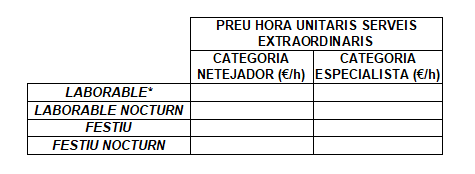 PREU HORA UNITARIS SERVEIS
EXTRAORDINARIS
CATEGORIA
NETEJADOR (€/h)
CATEGORIA
ESPECIALISTA (€/h)
LABORABLE*
LABORABLE NOCTURN
FESTIU
FESTIU NOCTURN